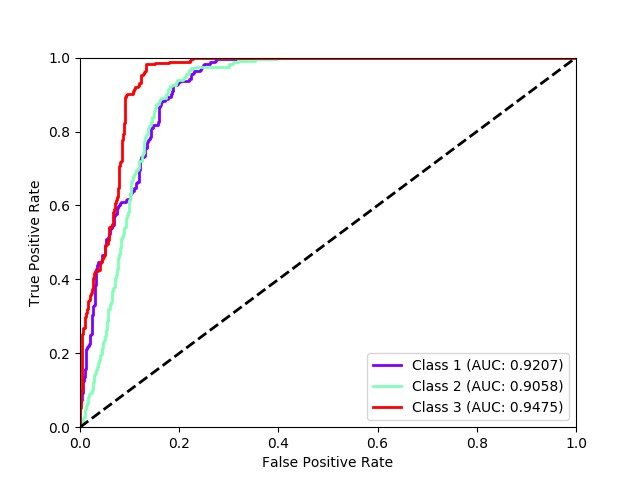 1.0
0.8
0.6
0.4
0.2
0.0
True Positive Rate
Class 1 (AUC: 0.9207)
Class 2 (AUC: 0.9058)
Class 3 (AUC: 0.9475)
0.0 0.2 0.4 0.6 0.8 1.0
False Positive Rate